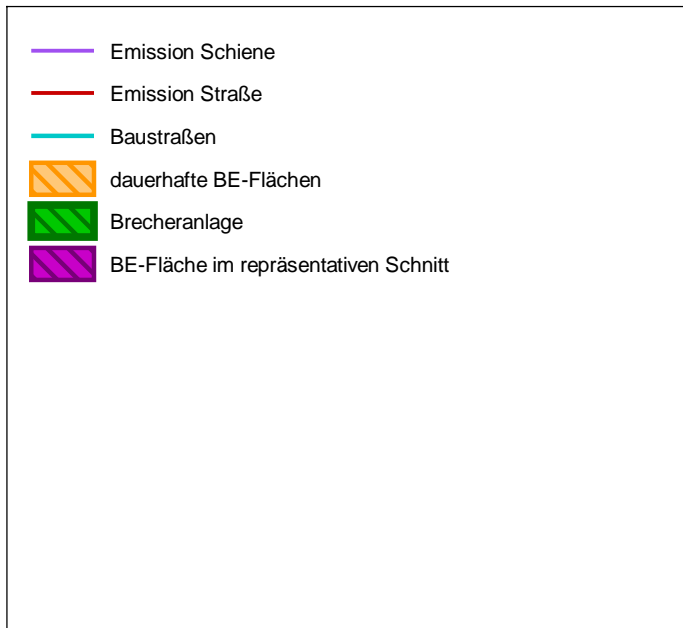 Emission Schiene
Emission Straße
Baustraßen
dauerhafte BE-Flächen
Brecheranlage
BE-Fläche im repräsentativen Schnitt